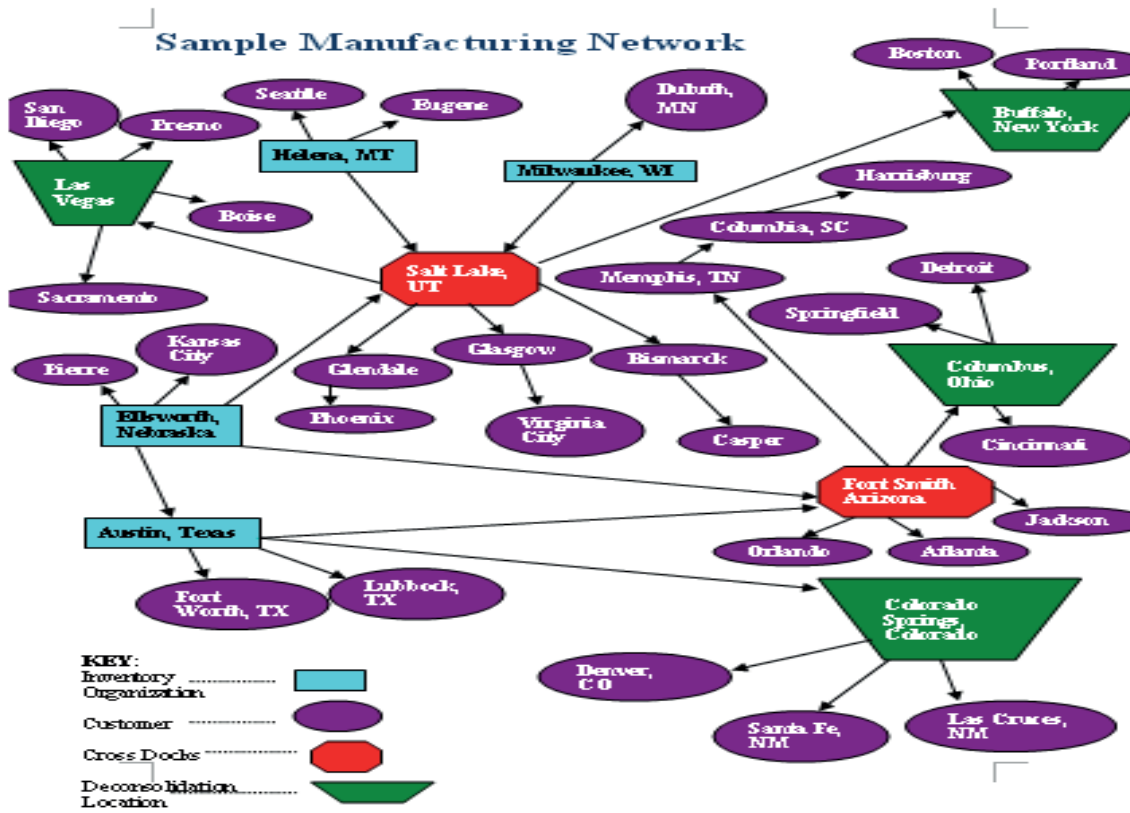 Sample Manufacturing Network
Boston
Portland
Seattle
Eugene
Duluth,
MN
San
Diego
Fresno
Buffalo,
New York
Helena, MT
Milwaukee, WI
Las
Vegas
Harrisburg
Boise
Columbia, SC
Salt Lake,
UT
Memphis, TN
Detroit
Sacramento
Springfield
Kansas
City
Glasgow
Pierre
Glendale
Bismarck
Columbus,
Ohio
Ellsworth,
Nebraska
Phoenix
Virginia
City
Casper
Cincinnati
Fort Smith
Arizona
Jackson
Austin, Texas
Orlando
Atlanta
Fort
Worth, TX
Lubbock,
TX
Colorado
Springs,
Colorado
Denver,
CO
Santa Fe,
NM
Las Cruces,
NM
KEY:
Inventory
Organization
Customer
Cross Docks
Deconsolidation
Location